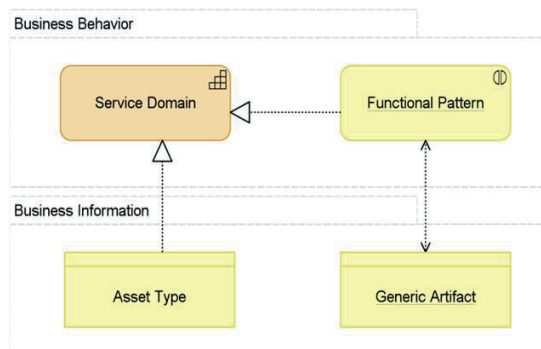 Business Behavior
Service Domain
Functional Pattern
Business Information
Asset Type
Generic Artifact